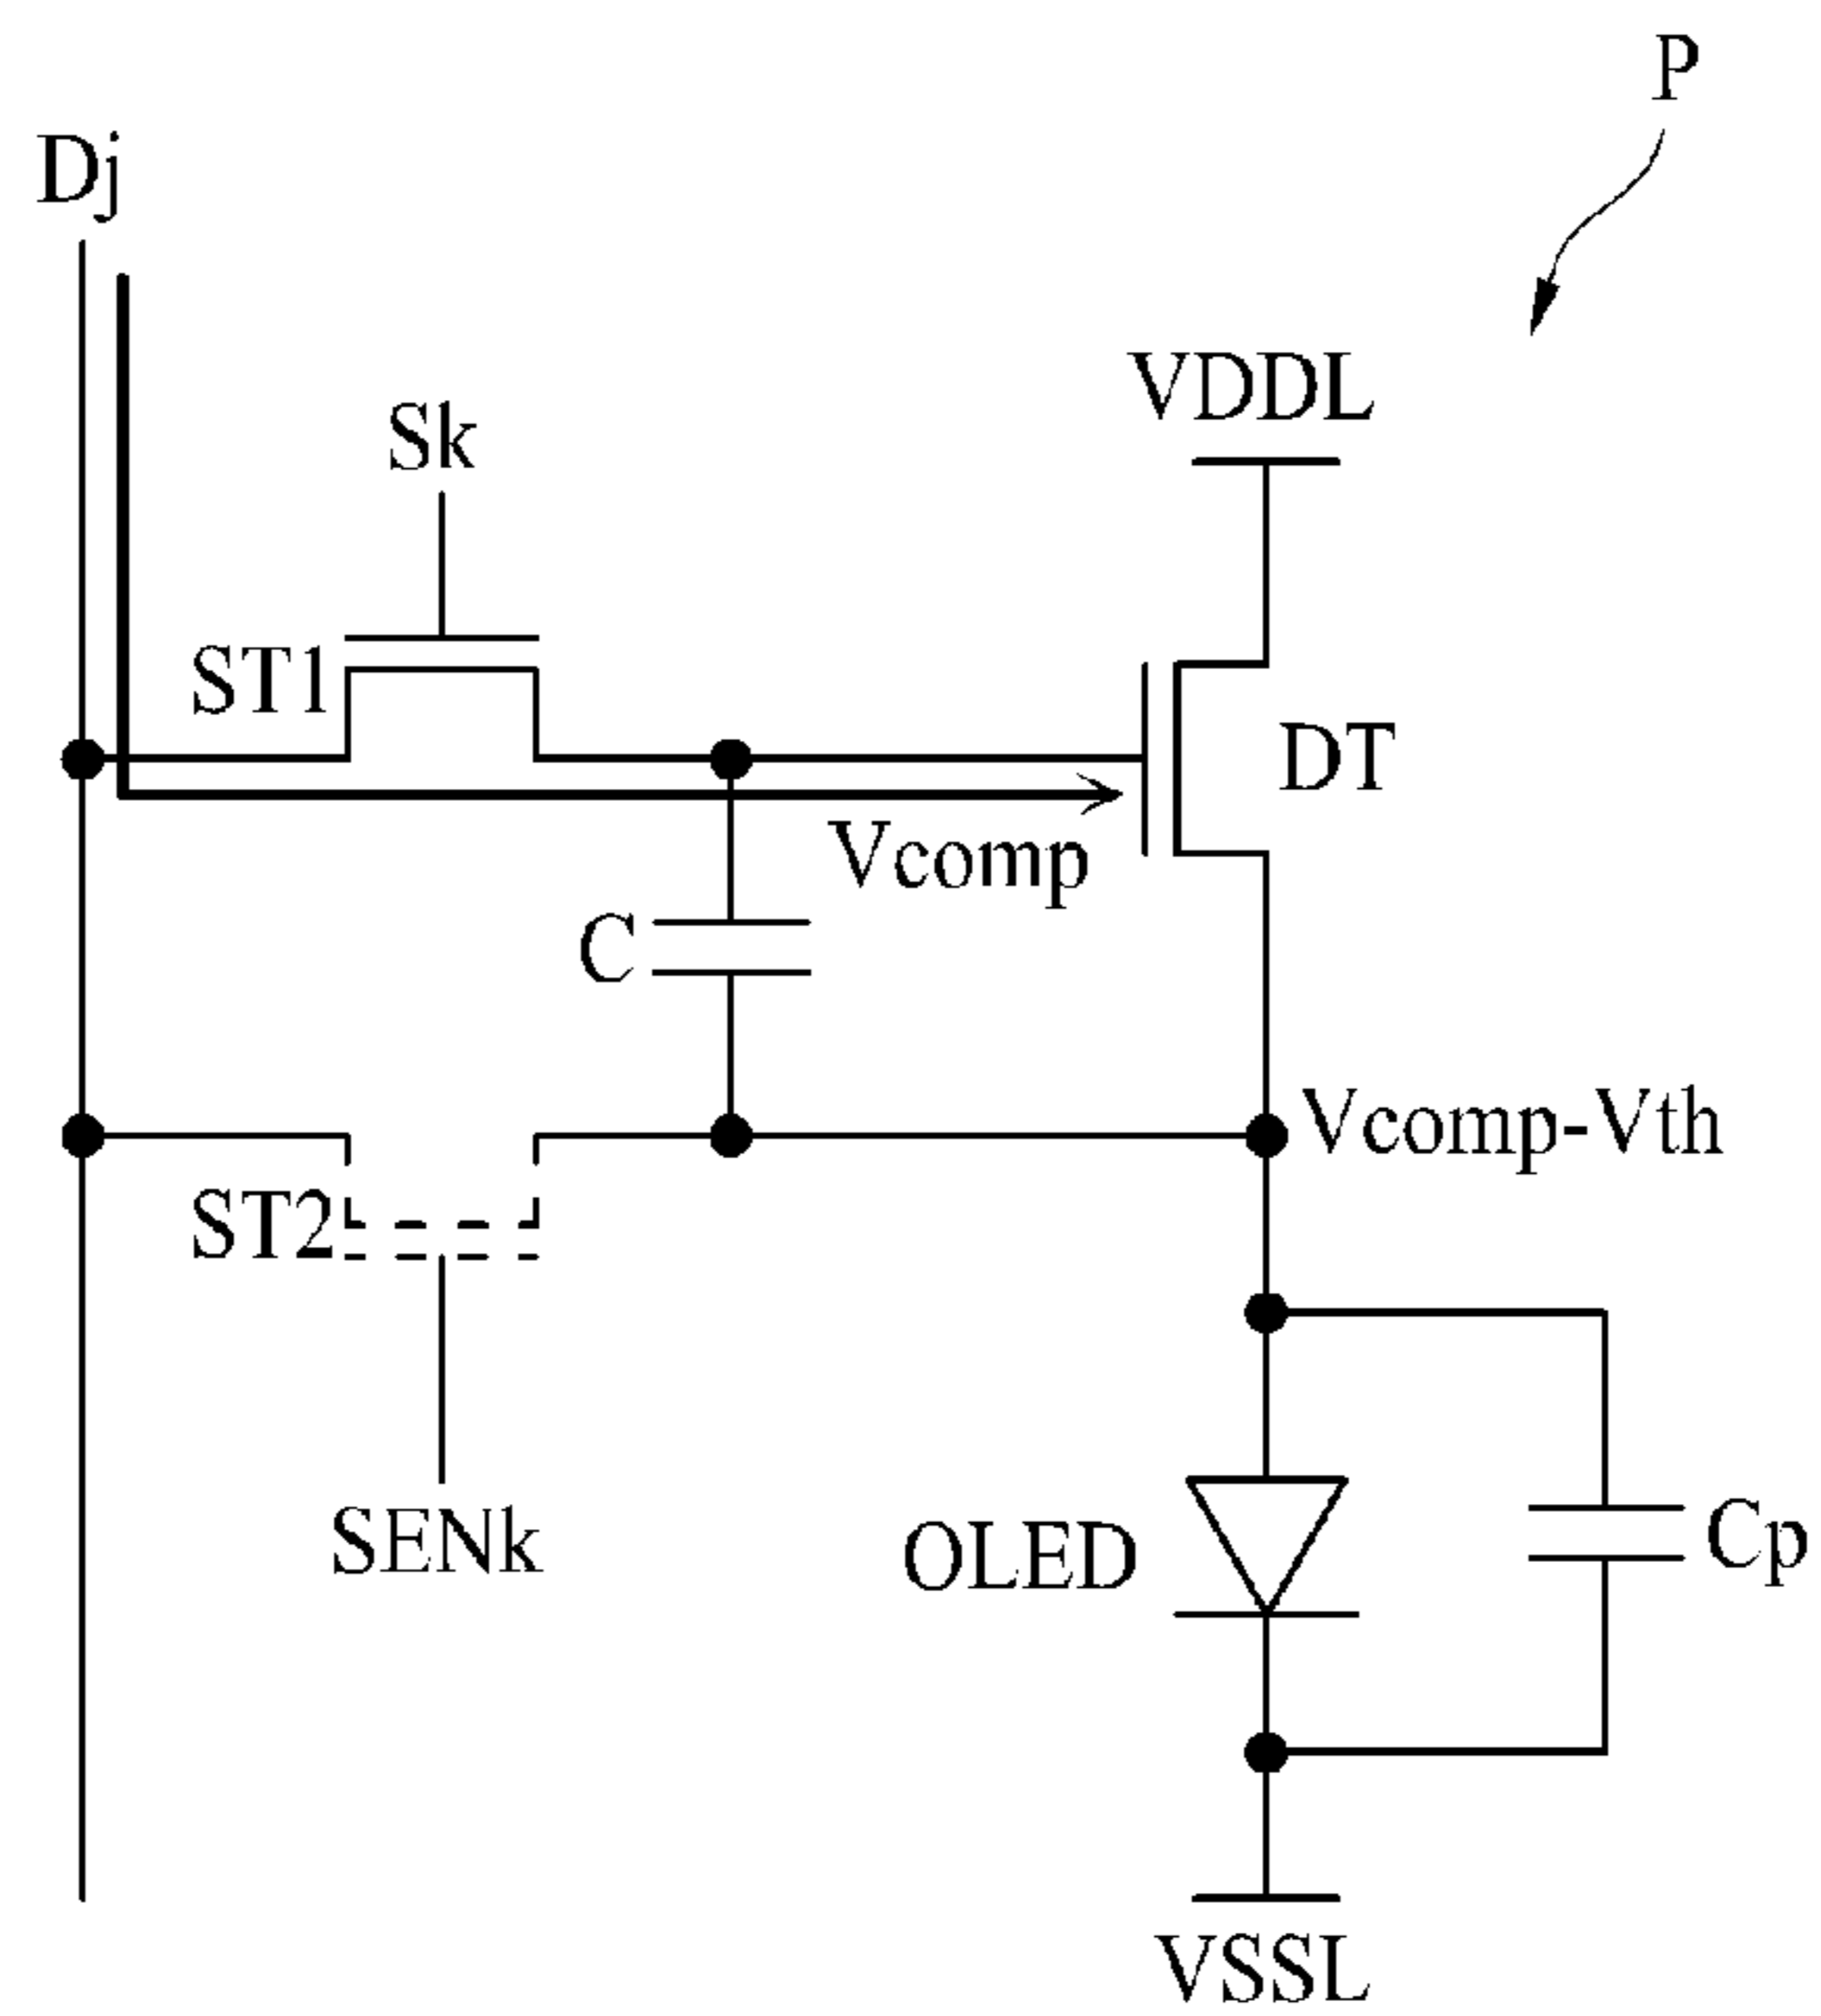 P
Dj
VDDL
Sk
ST1
DT
Vcomp
C
Vcomp-Vth
ST2
SENk
OLED
Cp
VSSL